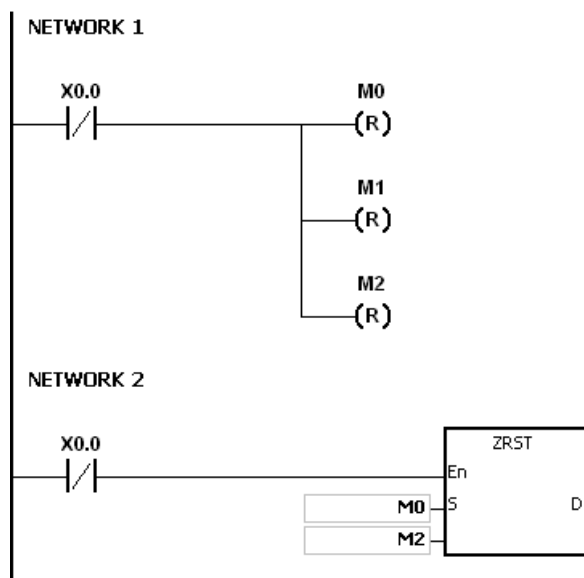 NETWORK 1
X0.0
M0
(R)
M1
(R)
M2
(R)
NETWORK 2
X0.0
ZRST
En
M0 S D
M2